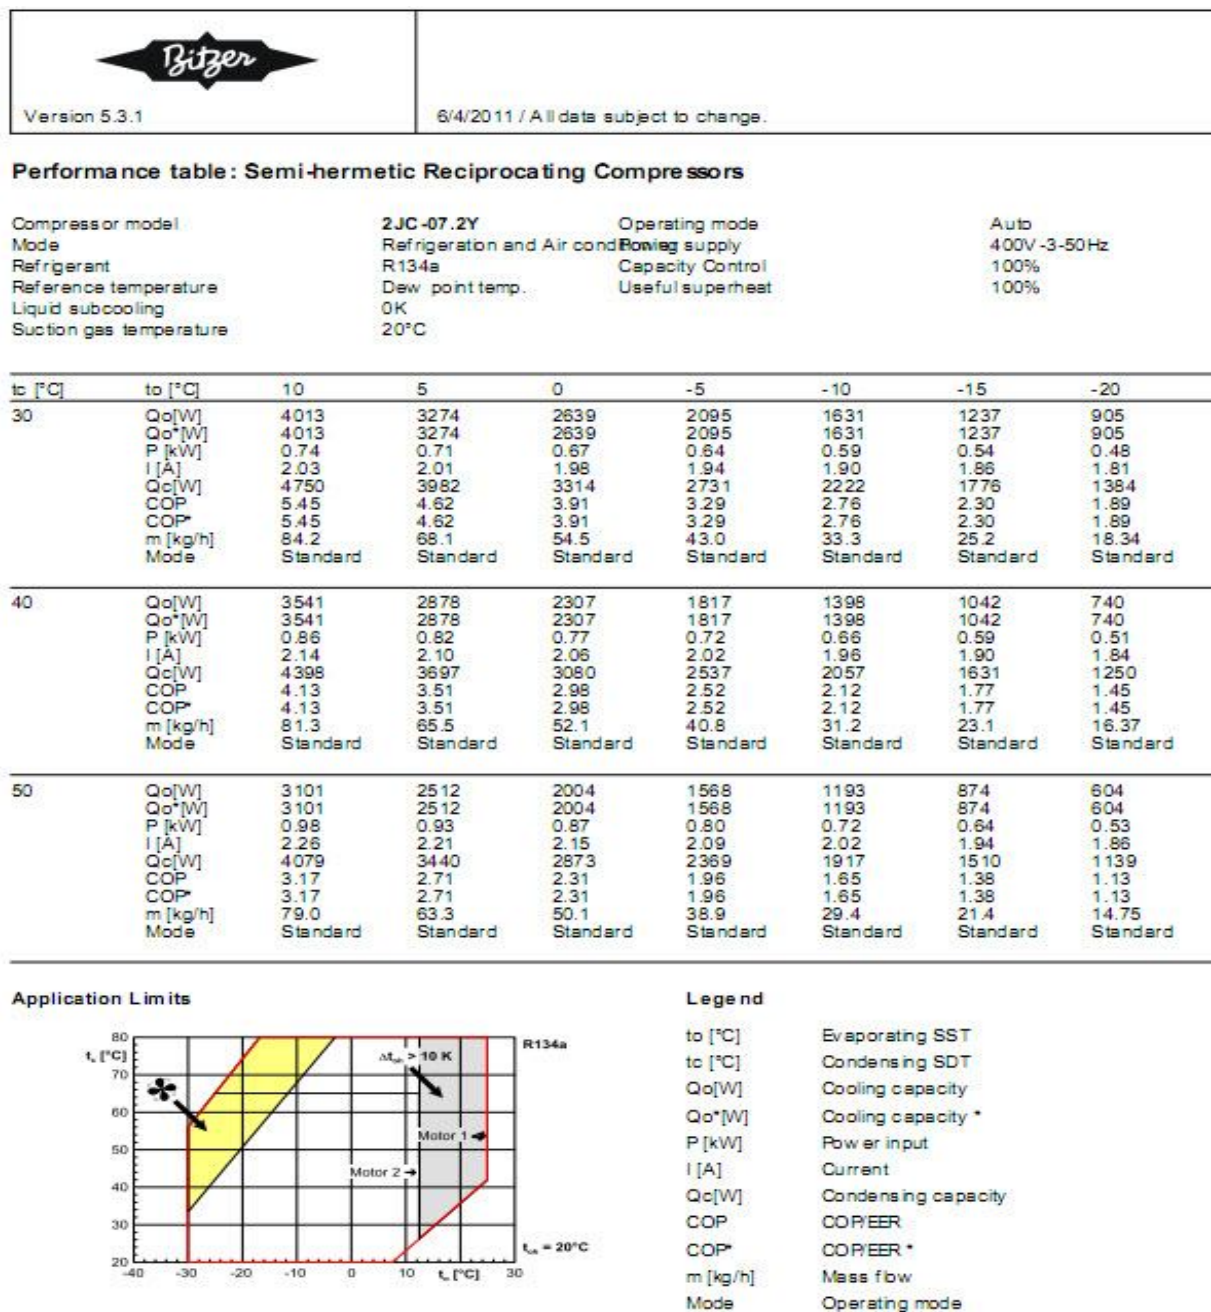 Bitzer
Version 5.3.1 6/4/2011 / All data subject to change.
Performance table: Semi-hermetic Reciprocating Compressors
Compressor model 2JC-07.2Y Operating mode Auto
Mode Refrigeration and Air conditioning Power supply 400V-3-50Hz
Refrigerant R134a Capacity Control 100%
Reference temperature Dew point temp. Useful superheat 100%
Liquid subcooling 0K
Suction gas temperature 20°C
tc [°C] to [°C] 10 5 0 -5 -10 -15 -20
30 Qo[W] 4013 3274 2639 2095 1631 1237 905
Qo*[W] 4013 3274 2639 2095 1631 1237 905
P [kW] 0.74 0.71 0.67 0.64 0.59 0.54 0.48
I [A] 2.03 2.01 1.98 1.94 1.90 1.86 1.81
Qc[W] 4750 3982 3314 2731 2222 1776 1384
COP 5.45 4.62 3.91 3.29 2.76 2.30 1.89
COP* 5.45 4.62 3.91 3.29 2.76 2.30 1.89
m [kg/h] 84.2 68.1 54.5 43.0 33.3 25.2 18.34
Mode Standard Standard Standard Standard Standard Standard Standard
40 Qo[W] 3541 2878 2307 1817 1398 1042 740
Qo*[W] 3541 2878 2307 1817 1398 1042 740
P [kW] 0.86 0.82 0.77 0.72 0.66 0.59 0.51
I [A] 2.14 2.10 2.06 2.02 1.96 1.90 1.84
Qc[W] 4398 3697 3080 2537 2057 1631 1250
COP 4.13 3.51 2.98 2.52 2.12 1.77 1.45
COP* 4.13 3.51 2.98 2.52 2.12 1.77 1.45
m [kg/h] 81.3 65.5 52.1 40.8 31.2 23.1 16.37
Mode Standard Standard Standard Standard Standard Standard Standard
50 Qo[W] 3101 2512 2004 1568 1193 874 604
Qo*[W] 3101 2512 2004 1568 1193 874 604
P [kW] 0.98 0.93 0.87 0.80 0.72 0.64 0.53
I [A] 2.26 2.21 2.15 2.09 2.02 1.94 1.86
Qc[W] 4079 3440 2873 2369 1917 1510 1139
COP 3.17 2.71 2.31 1.96 1.65 1.38 1.13
COP* 3.17 2.71 2.31 1.96 1.65 1.38 1.13
m [kg/h] 79.0 63.3 50.1 38.9 29.4 21.4 14.75
Mode Standard Standard Standard Standard Standard Standard Standard
Application Limits
80
t [°C]
70
60
50
40
30
20
-40 -30 -20 -10 0 10 t [°C] 30
Δt > 10 K
Motor 1
Motor 2
R134a
t = 20°C
Legend
to [°C] Evaporating SST
tc [°C] Condensing SDT
Qo[W] Cooling capacity
Qo*[W] Cooling capacity *
P [kW] Power input
I [A] Current
Qc[W] Condensing capacity
COP COP/EER
COP* COP/EER *
m [kg/h] Mass flow
Mode Operating mode